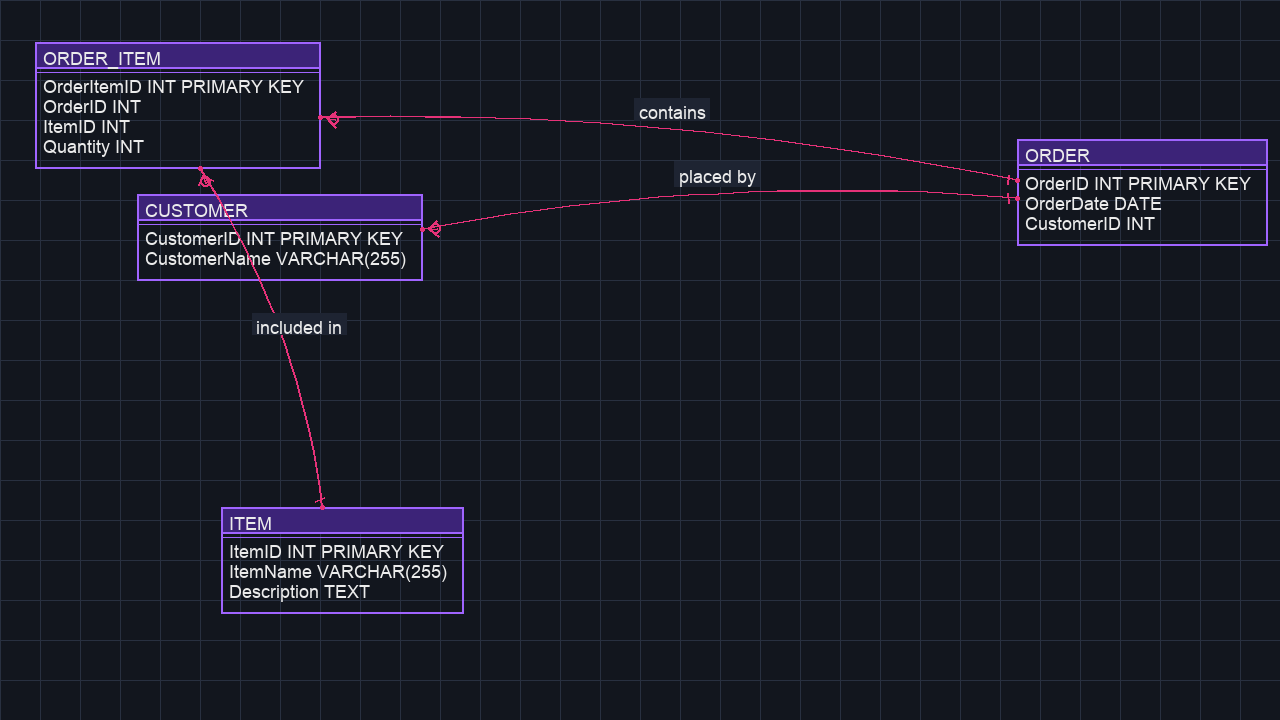 ORDER_ITEM
OrderItemID INT PRIMARY KEY
OrderID INT
ItemID INT
Quantity INT
contains
placed by
ORDER
OrderID INT PRIMARY KEY
OrderDate DATE
CustomerID INT
CUSTOMER
CustomerID INT PRIMARY KEY
CustomerName VARCHAR(255)
included in
ITEM
ItemID INT PRIMARY KEY
ItemName VARCHAR(255)
Description TEXT